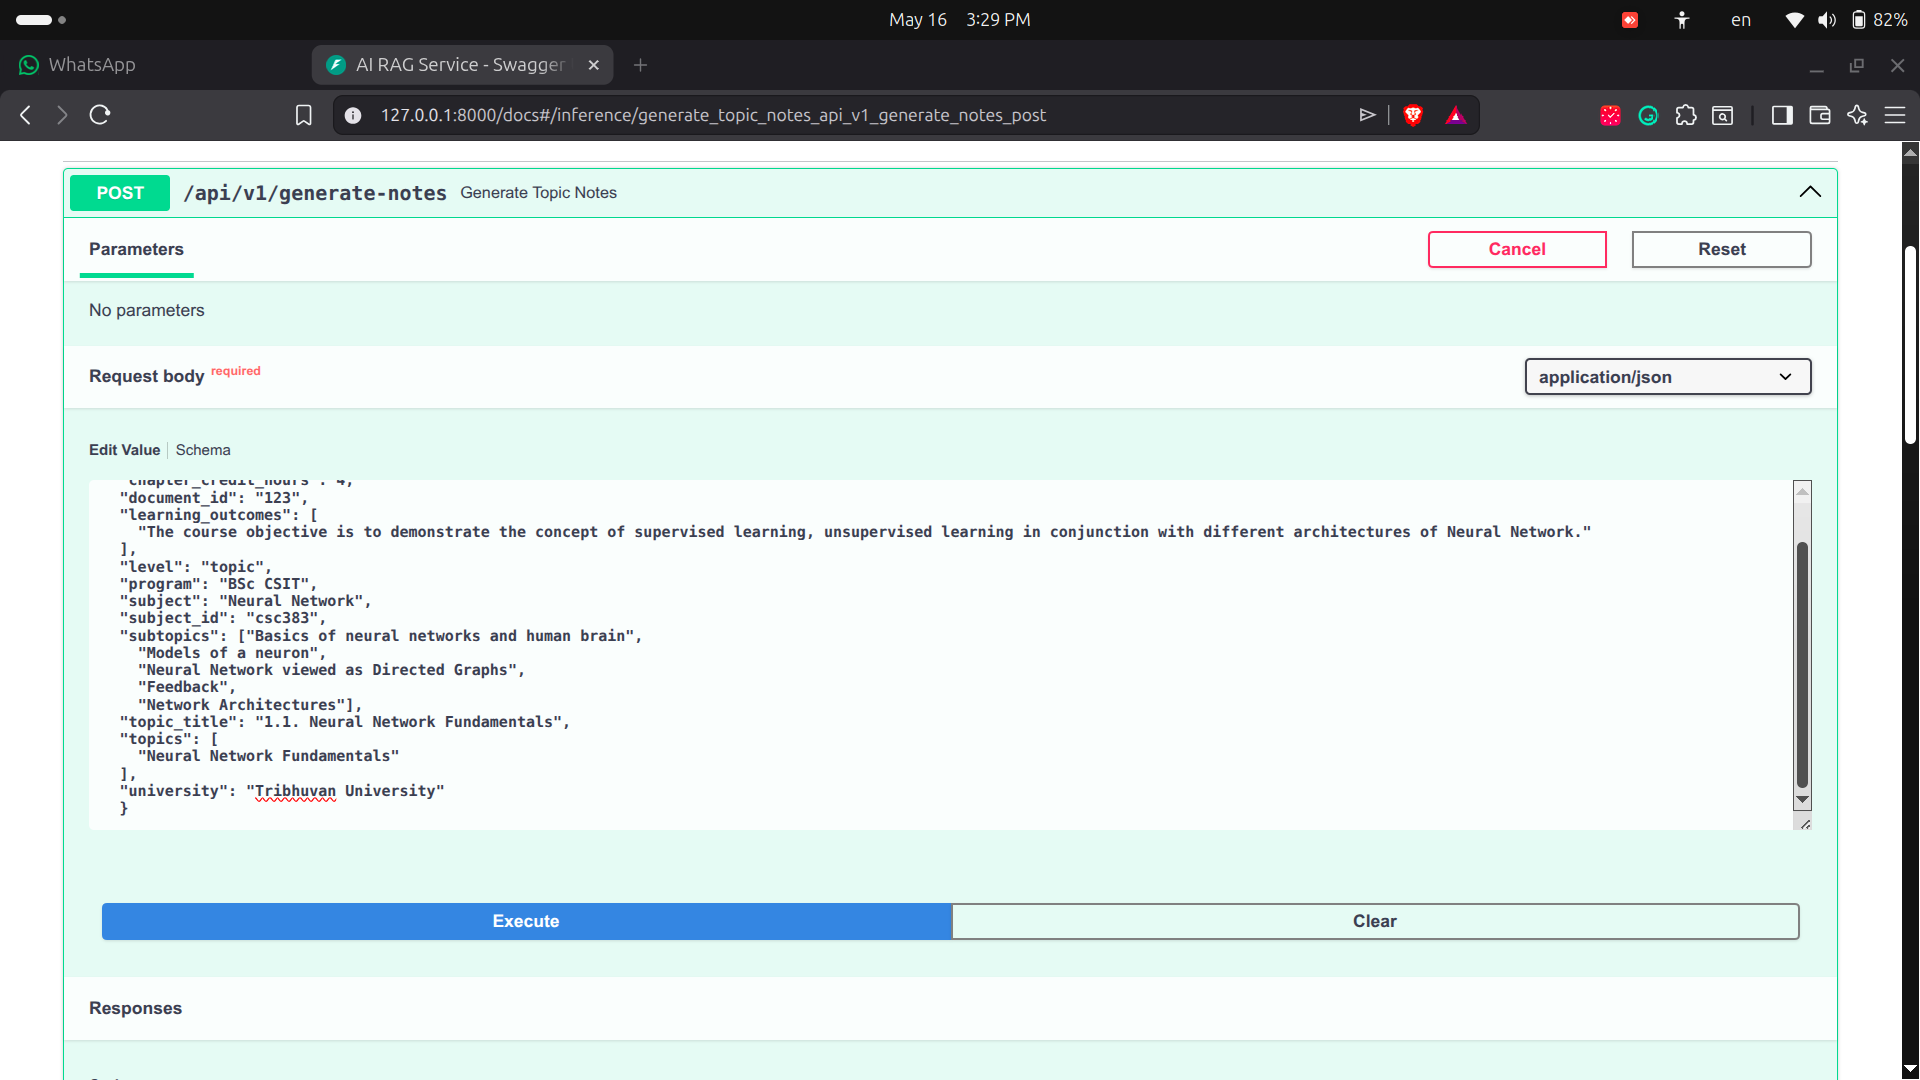 May 16 3:29 PM
en
82%
WhatsApp
AI RAG Service - Swagger
127.0.0.1:8000/docs#/inference/generate_topic_notes_api_v1_generate_notes_post
POST /api/v1/generate-notes Generate Topic Notes
Parameters
Cancel
Reset
No parameters
Request body required
application/json
Edit Value Schema
"chapter_credit_hours": 4,
"document_id": "123",
"learning_outcomes": [
"The course objective is to demonstrate the concept of supervised learning, unsupervised learning in conjunction with different architectures of Neural Network."
],
"level": "topic",
"program": "BSc CSIT",
"subject": "Neural Network",
"subject_id": "csc383",
"subtopics": ["Basics of neural networks and human brain",
"Models of a neuron",
"Neural Network viewed as Directed Graphs",
"Feedback",
"Network Architectures"],
"topic_title": "1.1. Neural Network Fundamentals",
"topics": [
"Neural Network Fundamentals"
],
"university": "Tribhuvan University"
}
Execute
Clear
Responses